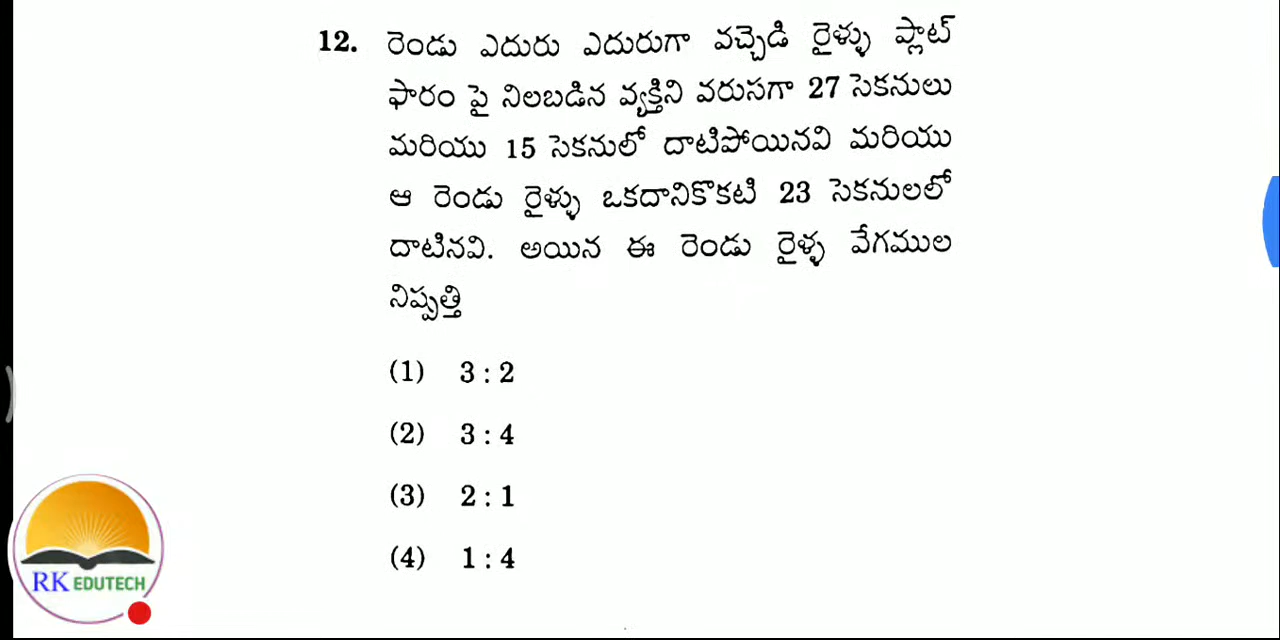 12. రెండు ఎదురు ఎదురుగా వచ్చెడి రైళ్ళు ప్లాట్
ఫారం పై నిలబడిన వ్యక్తిని వరుసగా 27 సెకనులు
మరియు 15 సెకనులో దాటిపోయినవి మరియు
ఆ రెండు రైళ్ళు ఒకదానికొకటి 23 సెకనులలో
దాటినవి. అయిన ఈ రెండు రైళ్ళ వేగముల
నిష్పత్తి
(1) 3 : 2
(2) 3 : 4
(3) 2 : 1
(4) 1 : 4
RK EDUTECH